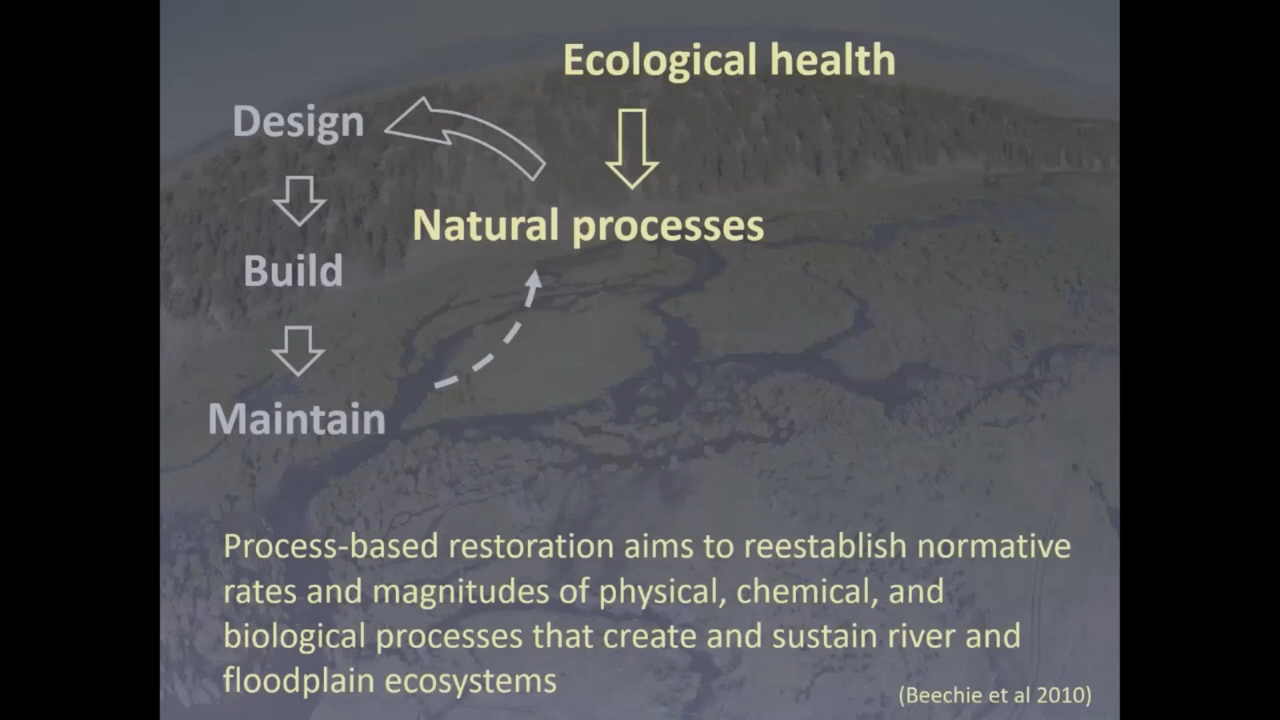 Ecological health
Design
Natural processes
Build
Maintain
Process-based restoration aims to reestablish normative
rates and magnitudes of physical, chemical, and
biological processes that create and sustain river and
floodplain ecosystems
(Beechie et al 2010)